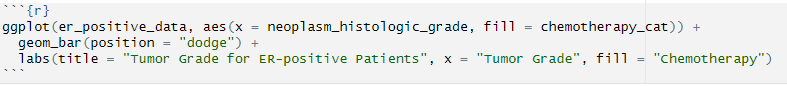 ```{r}
ggplot(er_positive_data, aes(x = neoplasm_histologic_grade, fill = chemotherapy_cat)) +
  geom_bar(position = "dodge") +
  labs(title = "Tumor Grade for ER-positive Patients", x = "Tumor Grade", fill = "Chemotherapy")
```